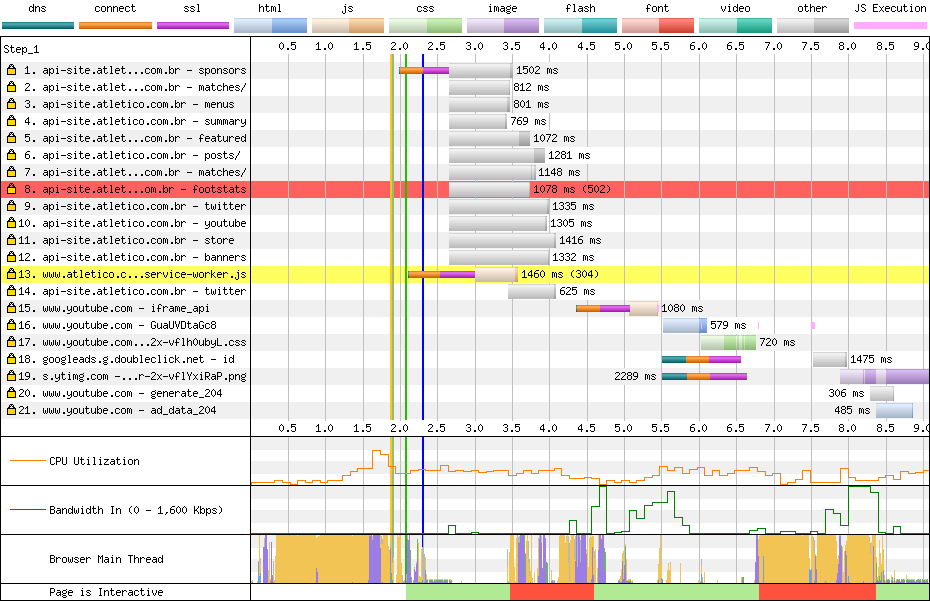 dns connect ssl html js css image flash font video other JS Execution
Step_1
0.5 1.0 1.5 2.0 2.5 3.0 3.5 4.0 4.5 5.0 5.5 6.0 6.5 7.0 7.5 8.0 8.5 9.0
1. api-site.atlet...com.br - sponsors 1502 ms
2. api-site.atlet...com.br - matches/ 812 ms
3. api-site.atletico.com.br - menus 801 ms
4. api-site.atletico.com.br - summary 769 ms
5. api-site.atlet...com.br - featured 1072 ms
6. api-site.atletico.com.br - posts/ 1281 ms
7. api-site.atlet...com.br - matches/ 1148 ms
8. api-site.atlet...om.br - footstats 1078 ms (502)
9. api-site.atletico.com.br - twitter 1335 ms
10. api-site.atletico.com.br - youtube 1305 ms
11. api-site.atletico.com.br - store 1416 ms
12. api-site.atletico.com.br - banners 1332 ms
13. www.atletico.c...service-worker.js 1460 ms (304)
14. api-site.atletico.com.br - twitter 625 ms
15. www.youtube.com - iframe_api 1080 ms
16. www.youtube.com - GuaUVDtaGc8 579 ms
17. www.youtube.com...2x-vflhOubyL.css 720 ms
18. googleads.g.doubleclick.net - id 1475 ms
19. s.ytimg.com -...r-2x-vflYxiRaP.png 2289 ms
20. www.youtube.com - generate_204 306 ms
21. www.youtube.com - ad_data_204 485 ms
0.5 1.0 1.5 2.0 2.5 3.0 3.5 4.0 4.5 5.0 5.5 6.0 6.5 7.0 7.5 8.0 8.5 9.0
CPU Utilization
Bandwidth In (0 - 1,600 Kbps)
Browser Main Thread
Page is Interactive